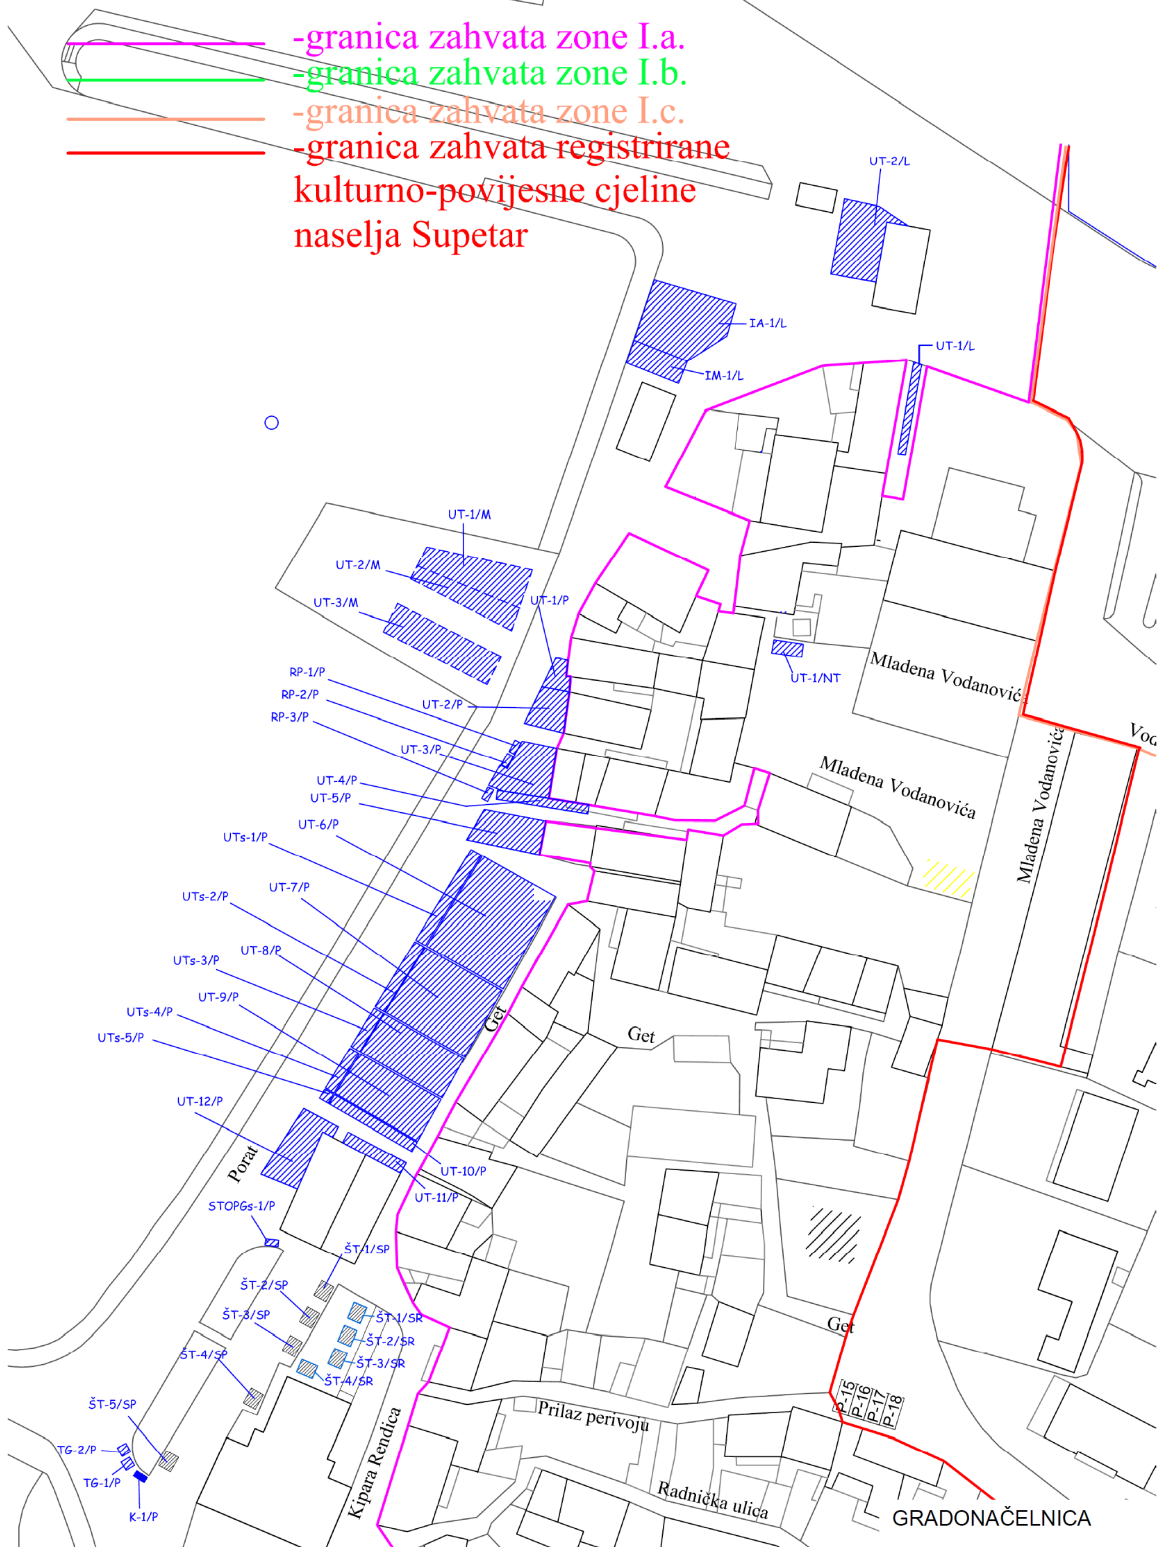 -granica zahvata zone I.a.
-granica zahvata zone I.b.
-granica zahvata zone I.c.
-granica zahvata registrirane
kulturno-povijesne cjeline
naselja Supetar
UT-2/L
IA-1/L
UT-1/L
IM-1/L
UT-1/M
UT-2/M
UT-3/M
UT-1/P
UT-1/NT
Mladena Vodanovića
RP-1/P
RP-2/P
RP-3/P
UT-2/P
UT-3/P
Mladena Vodanovića
Mladena Vodanovića
UT-4/P
UT-5/P
UT-6/P
UTs-1/P
UT-7/P
UTs-2/P
UT-8/P
UTs-3/P
UT-9/P
UTs-4/P
UTs-5/P
Get
Get
UT-12/P
Porat
UT-10/P
UT-11/P
STOPGs-1/P
ŠT-1/SP
ŠT-2/SP
ŠT-3/SP
ŠT-4/SP
ŠT-5/SP
ŠT-1/SR
ŠT-2/SR
ŠT-3/SR
ŠT-4/SR
Get
P-15
P-16
P-17
P-18
Prilaz perivoju
Kipara Rendica
TG-2/P
TG-1/P
K-1/P
Radnička ulica
GRADONAČELNICA